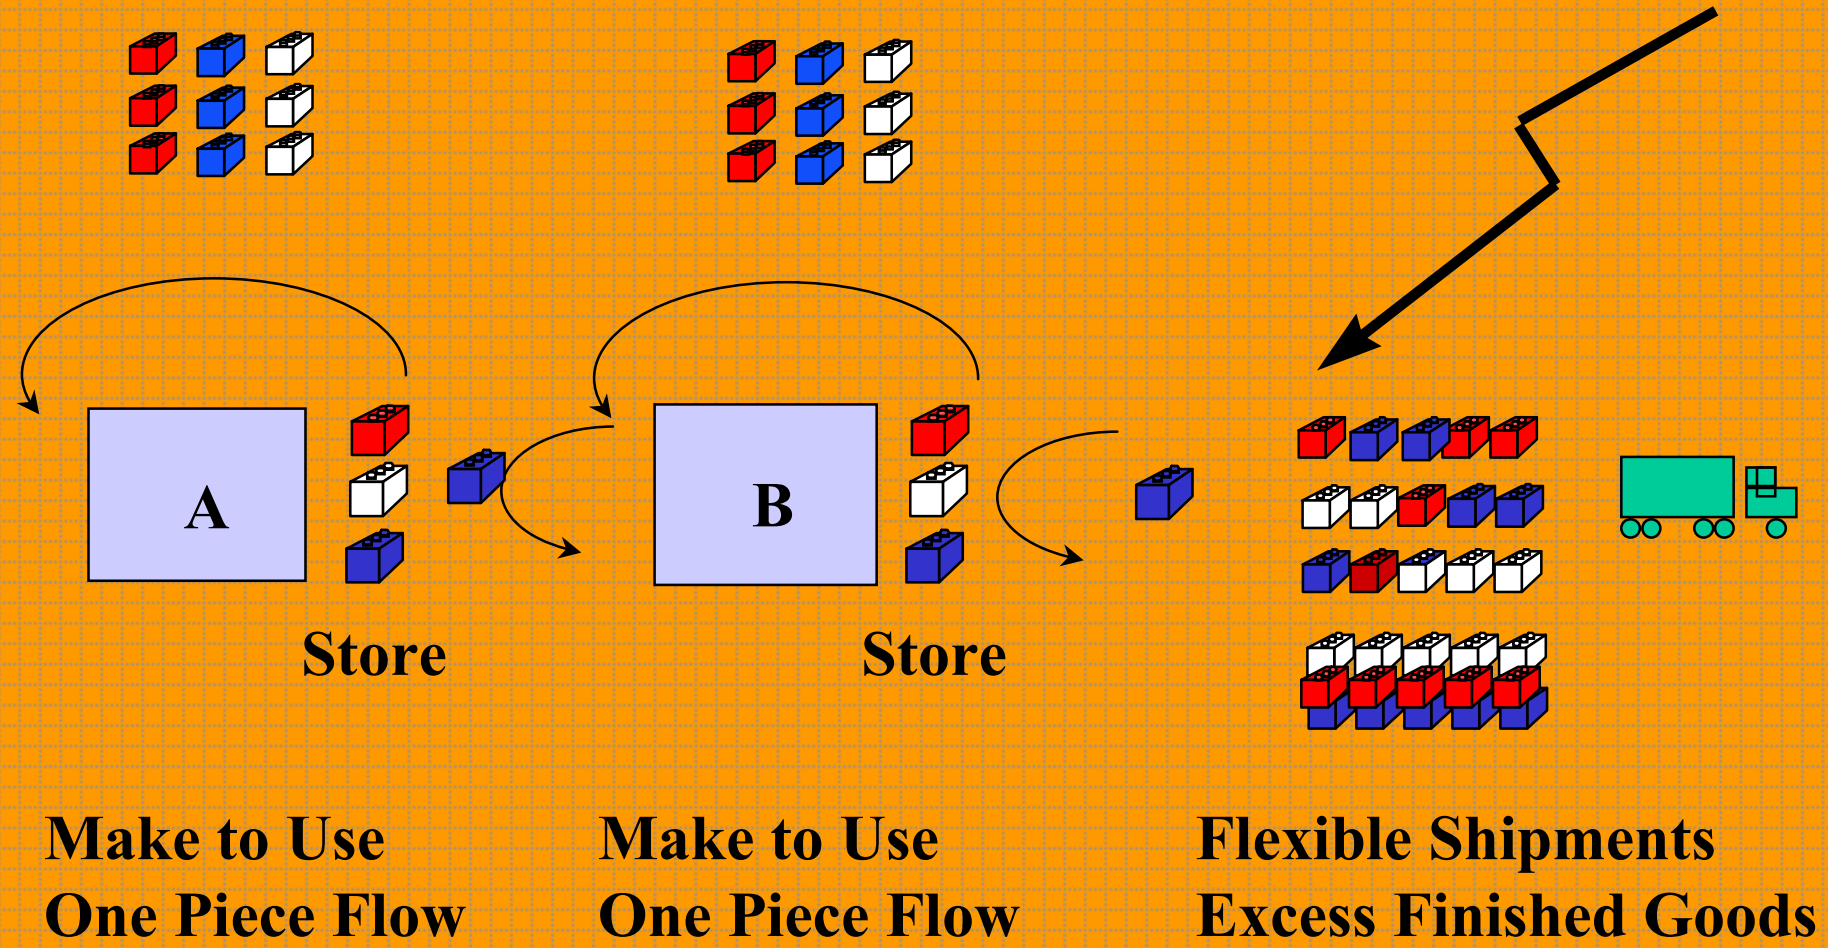 A
B
Store
Store
Make to Use
One Piece Flow
Make to Use
One Piece Flow
Flexible Shipments
Excess Finished Goods